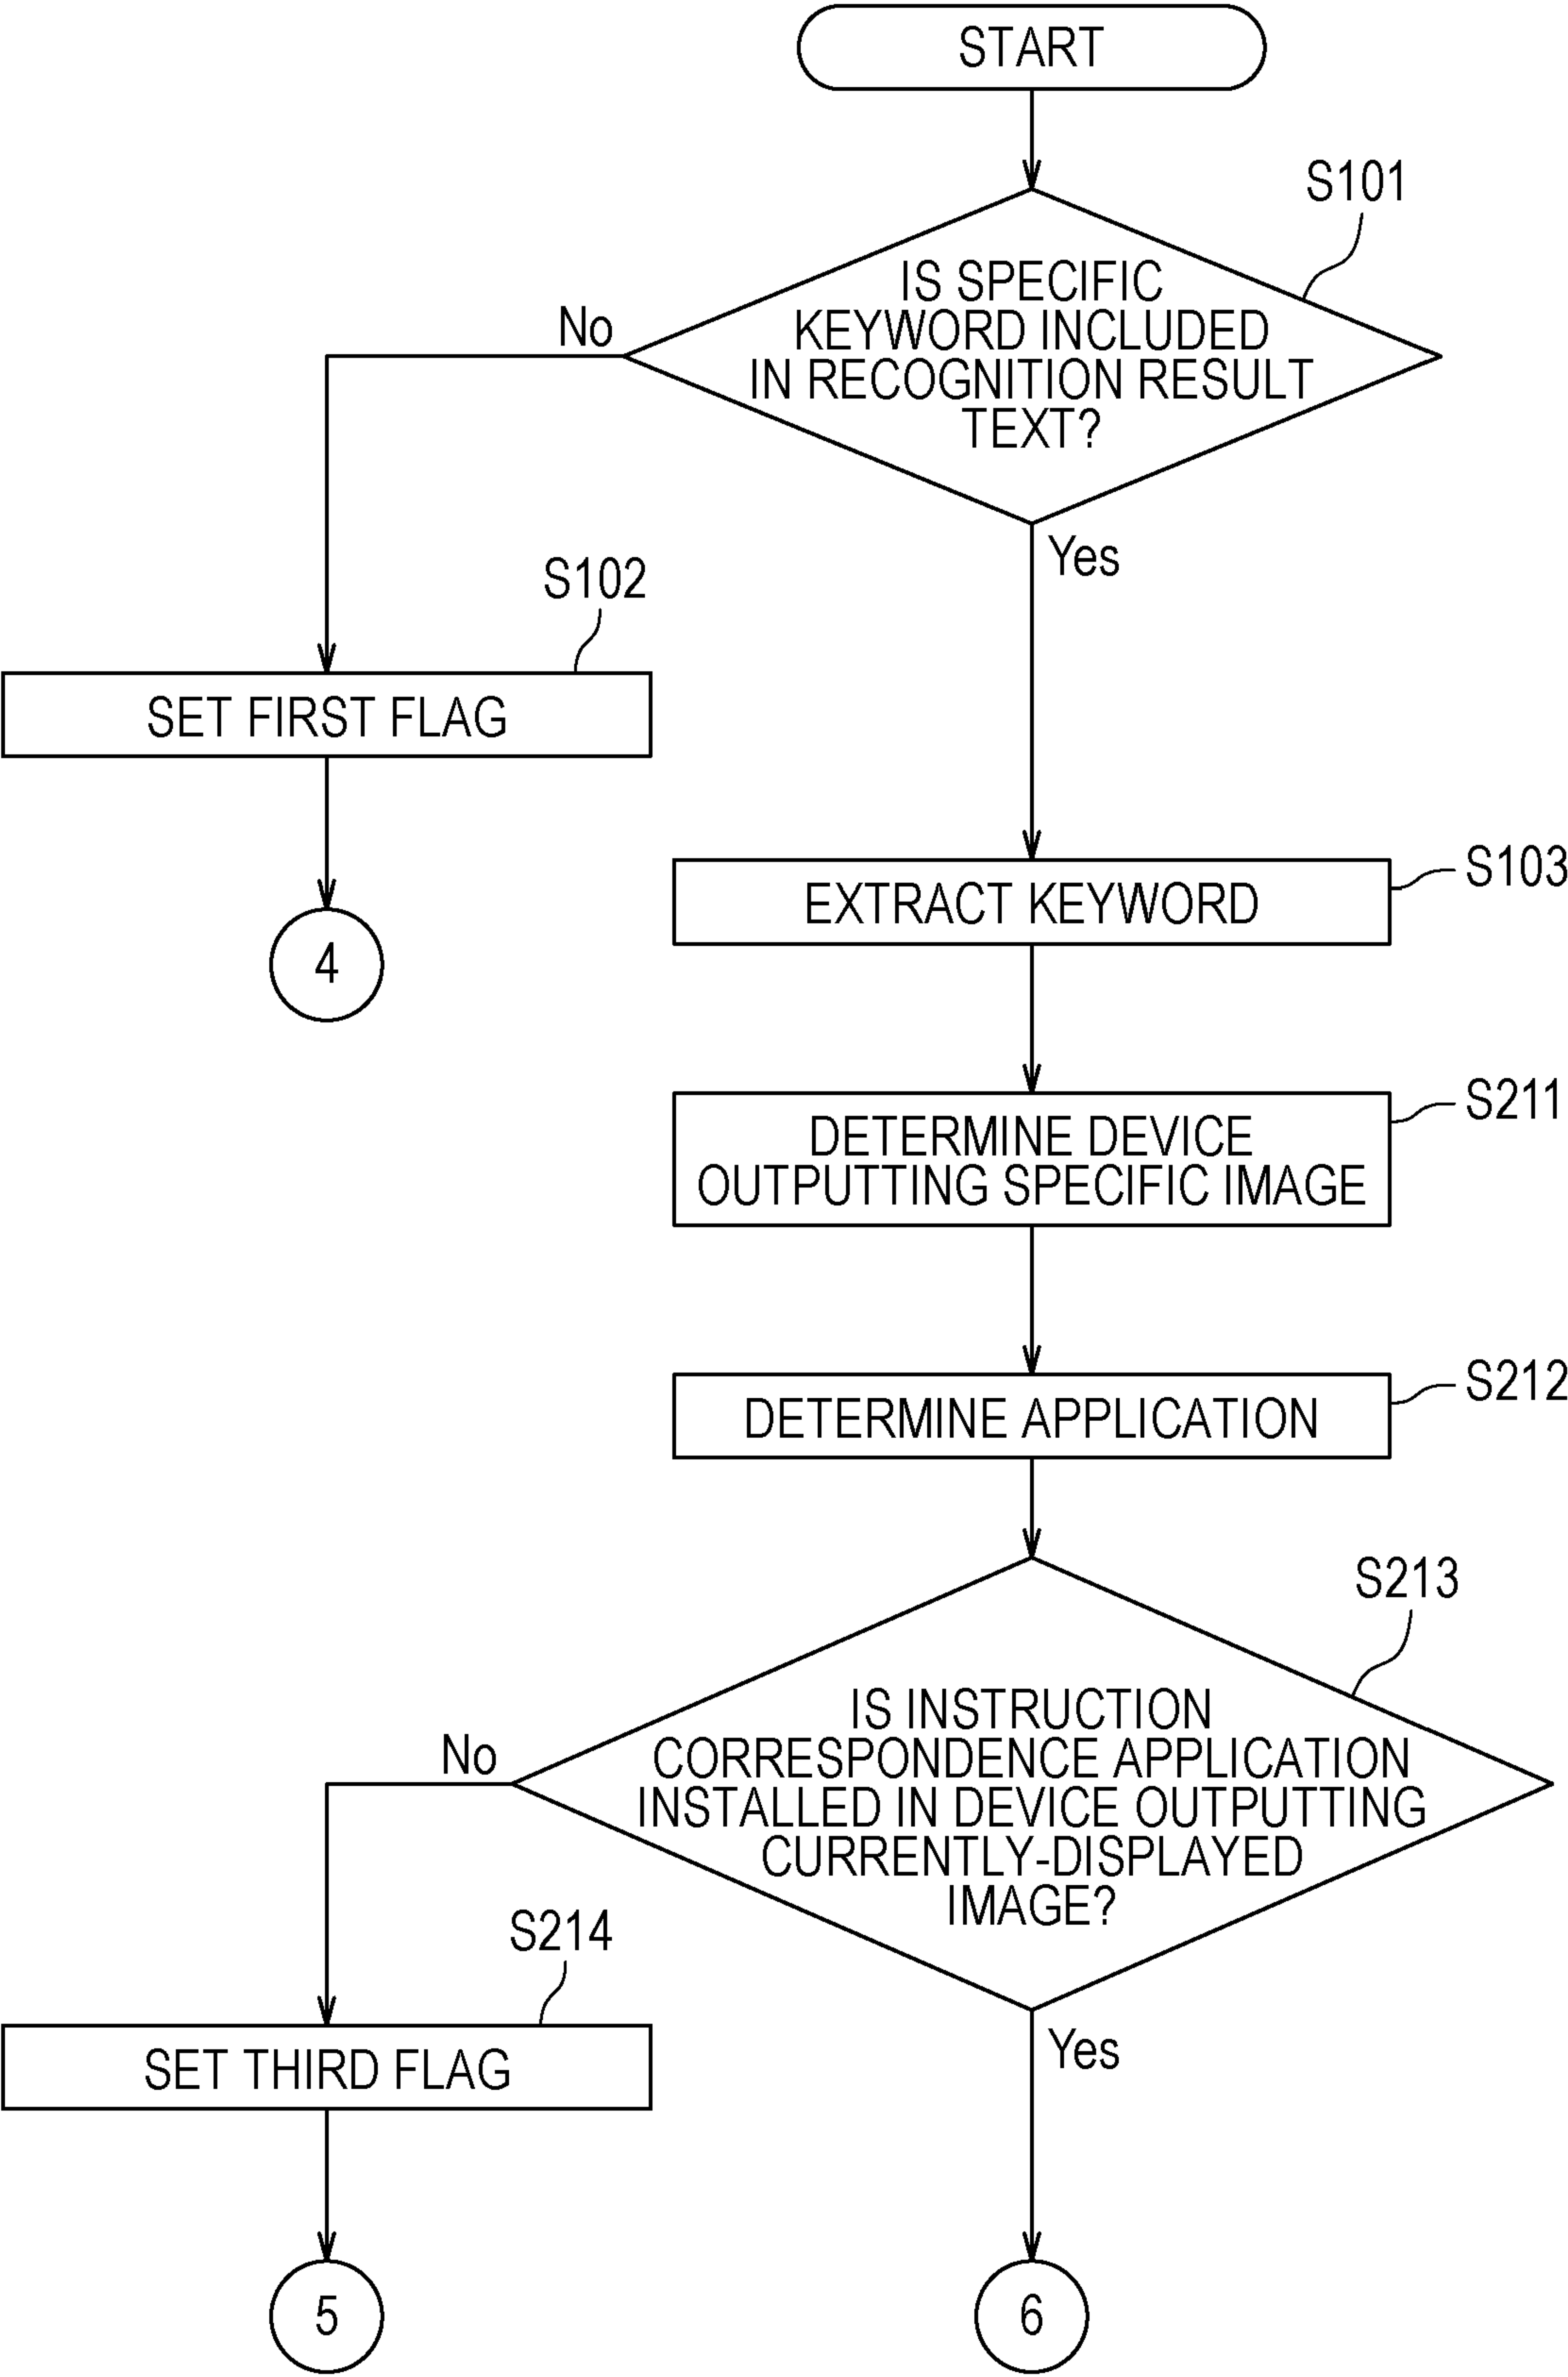 START
S101
IS SPECIFIC
KEYWORD INCLUDED
IN RECOGNITION RESULT
TEXT?
No
Yes
S102
SET FIRST FLAG
4
S103
EXTRACT KEYWORD
S211
DETERMINE DEVICE
OUTPUTTING SPECIFIC IMAGE
S212
DETERMINE APPLICATION
S213
IS INSTRUCTION
CORRESPONDENCE APPLICATION
INSTALLED IN DEVICE OUTPUTTING
CURRENTLY-DISPLAYED
IMAGE?
No
Yes
S214
SET THIRD FLAG
5
6